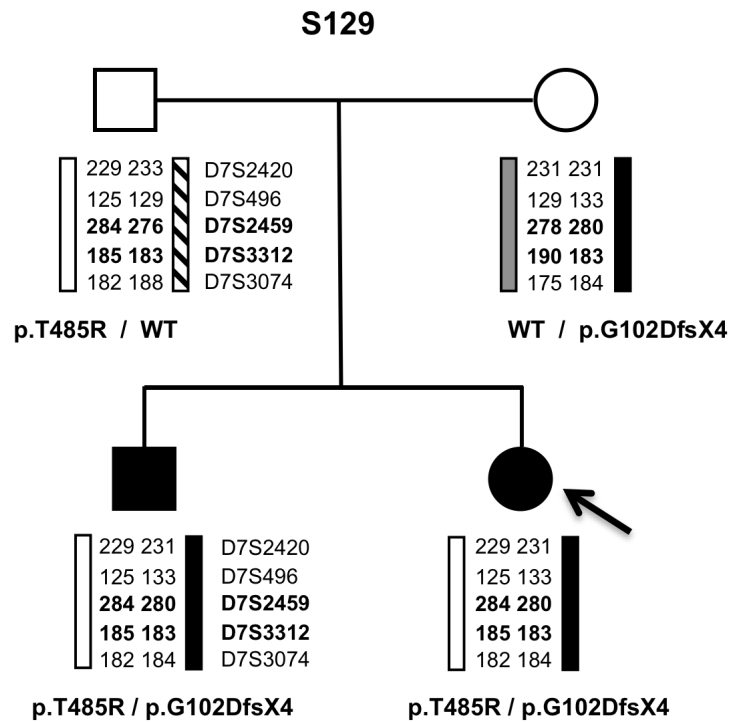 S129
229 233 D7S2420 231 231
125 129 D7S496 129 133
284 276 D7S2459 278 280
185 183 D7S3312 190 183
182 188 D7S3074 175 184
p.T485R / WT WT / p.G102DfsX4
229 231 D7S2420 229 231
125 133 D7S496 125 133
284 280 D7S2459 284 280
185 183 D7S3312 185 183
182 184 D7S3074 182 184
p.T485R / p.G102DfsX4 p.T485R / p.G102DfsX4